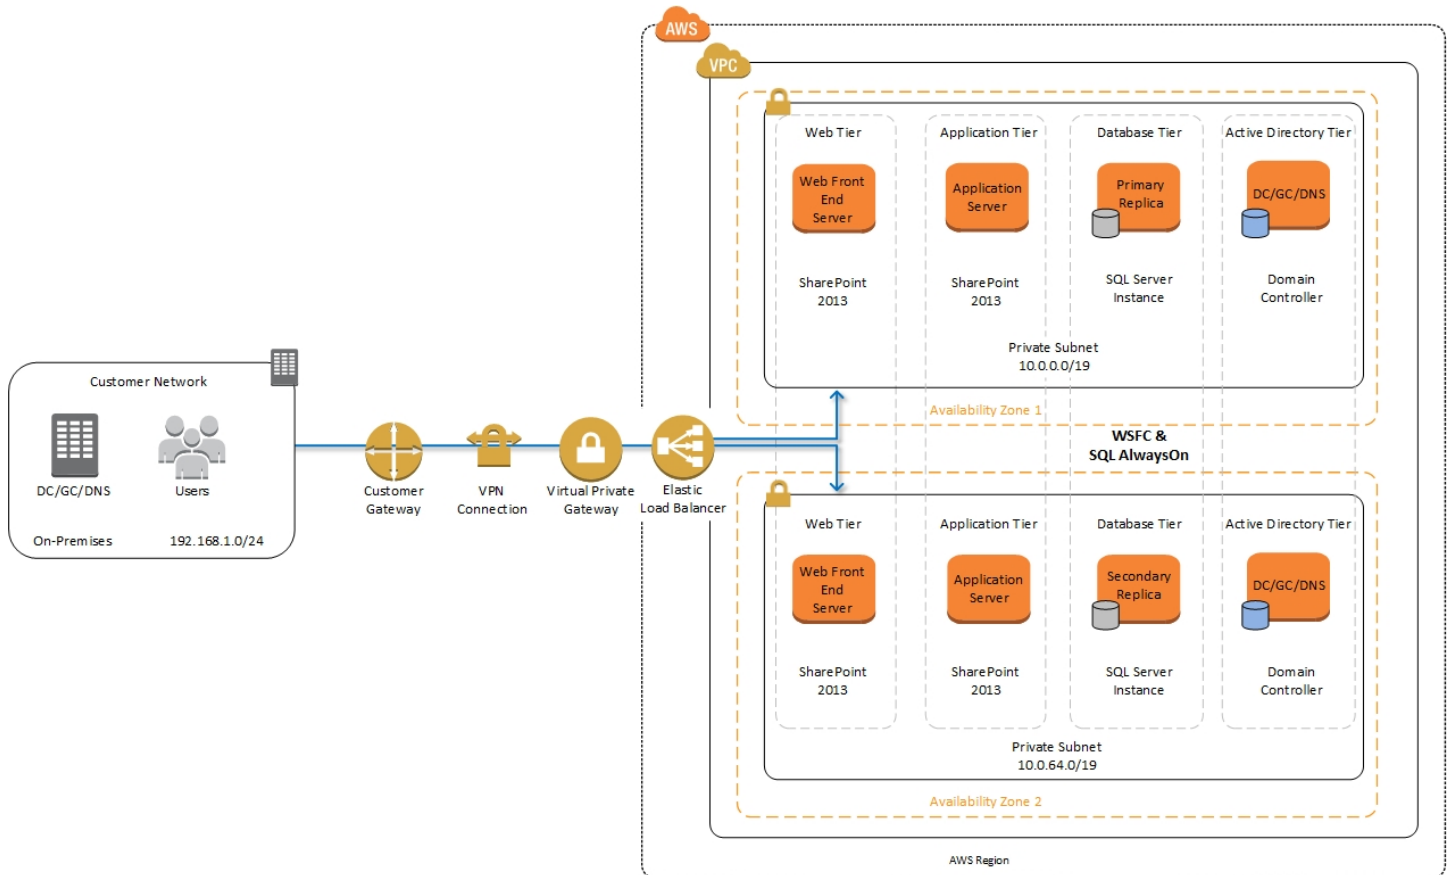 AWS
VPC
Web Tier
Application Tier
Database Tier
Active Directory Tier
Web Front
End
Server
Application
Server
Primary
Replica
DC/GC/DNS
SharePoint
2013
SharePoint
2013
SQL Server
Instance
Domain
Controller
Private Subnet
10.0.0.0/19
Availability Zone 1
Customer Network
DC/GC/DNS
Users
On-Premises
192.168.1.0/24
Customer
Gateway
VPN
Connection
Virtual Private
Gateway
Elastic
Load Balancer
WSFC &
SQL AlwaysOn
Web Tier
Application Tier
Database Tier
Active Directory Tier
Web Front
End
Server
Application
Server
Secondary
Replica
DC/GC/DNS
SharePoint
2013
SharePoint
2013
SQL Server
Instance
Domain
Controller
Private Subnet
10.0.64.0/19
Availability Zone 2
AWS Region